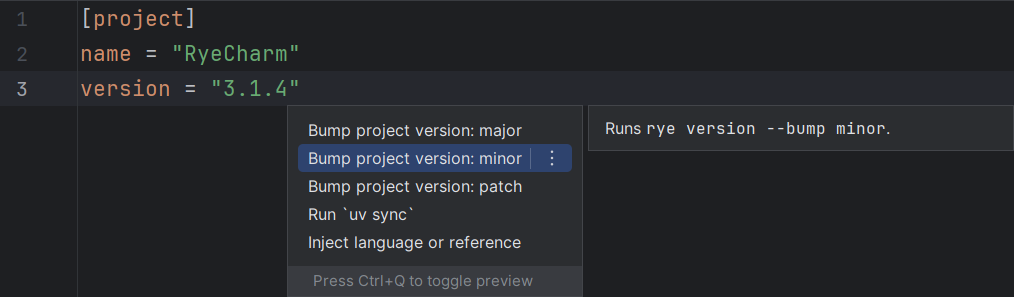 1 [project]
2 name = "RyeCharm"
3 version = "3.1.4"
Bump project version: major
Bump project version: minor
Runs rye version --bump minor.
Bump project version: patch
Run `uv sync`
Inject language or reference
Press Ctrl+Q to toggle preview